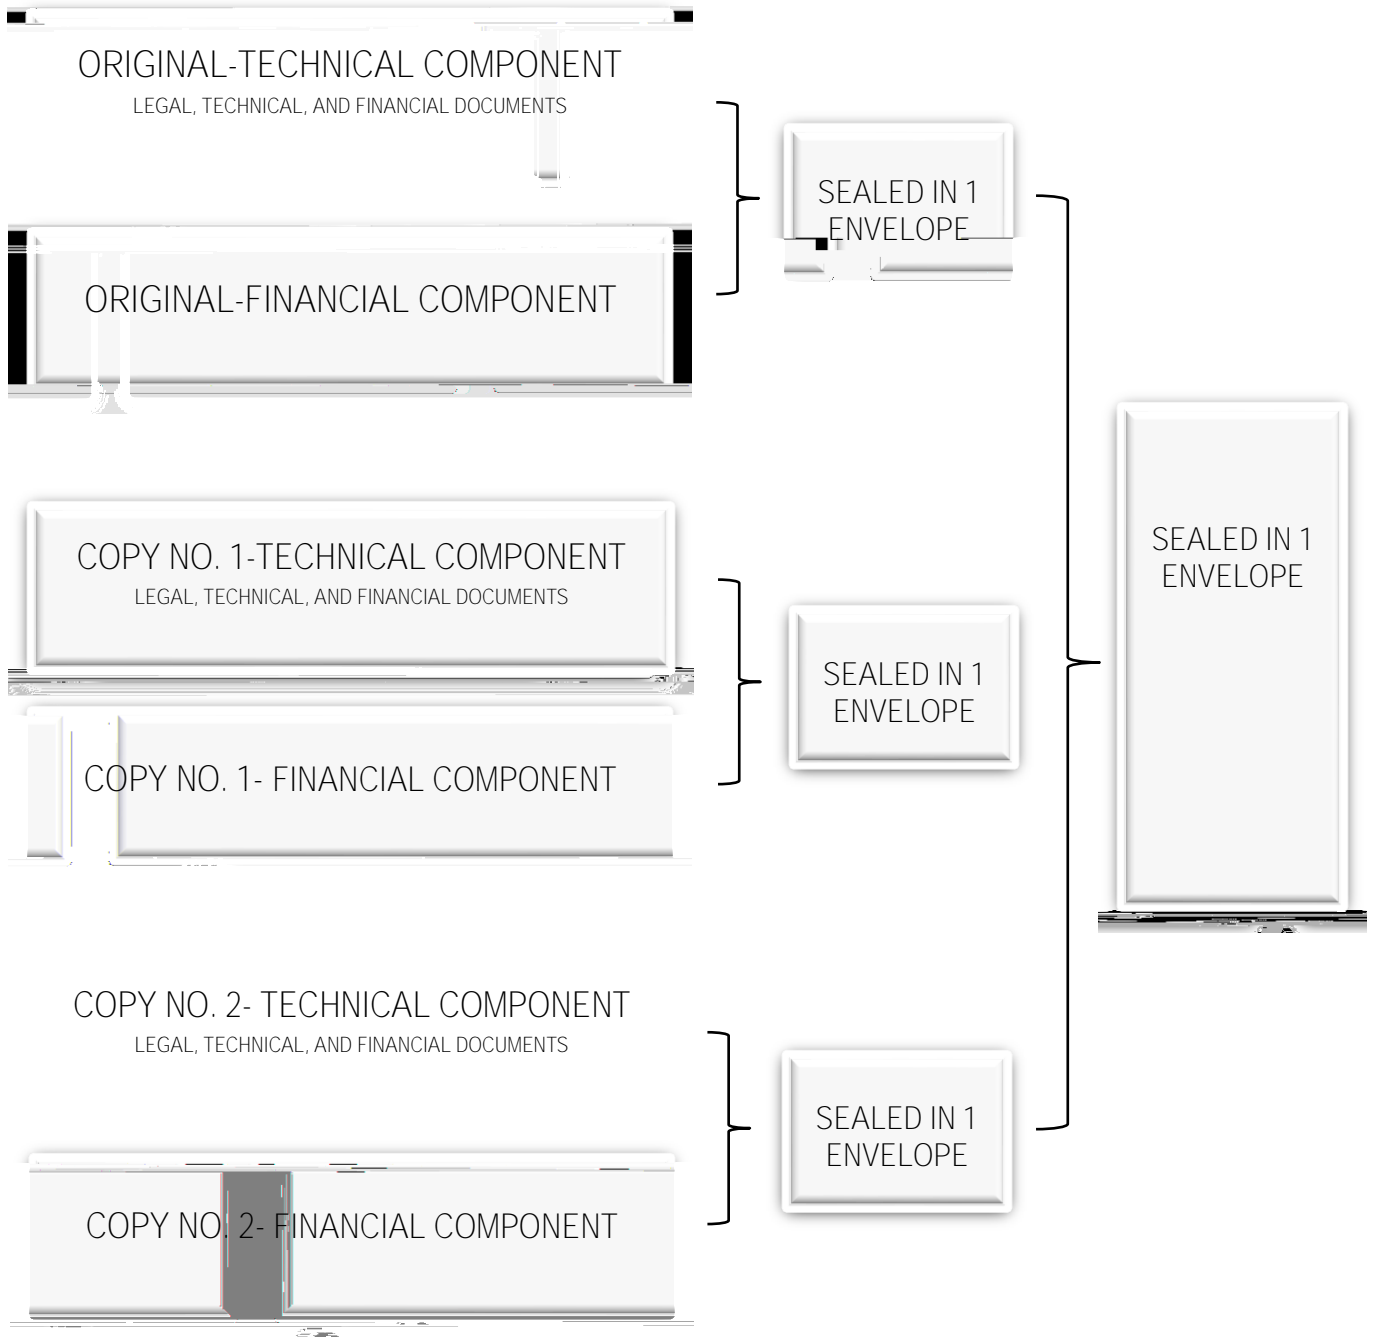 ORIGINAL-TECHNICAL COMPONENT
LEGAL, TECHNICAL, AND FINANCIAL DOCUMENTS
ORIGINAL-FINANCIAL COMPONENT
SEALED IN 1
ENVELOPE
COPY NO. 1-TECHNICAL COMPONENT
LEGAL, TECHNICAL, AND FINANCIAL DOCUMENTS
COPY NO. 1- FINANCIAL COMPONENT
SEALED IN 1
ENVELOPE
COPY NO. 2- TECHNICAL COMPONENT
LEGAL, TECHNICAL, AND FINANCIAL DOCUMENTS
COPY NO. 2- FINANCIAL COMPONENT
SEALED IN 1
ENVELOPE
SEALED IN 1
ENVELOPE